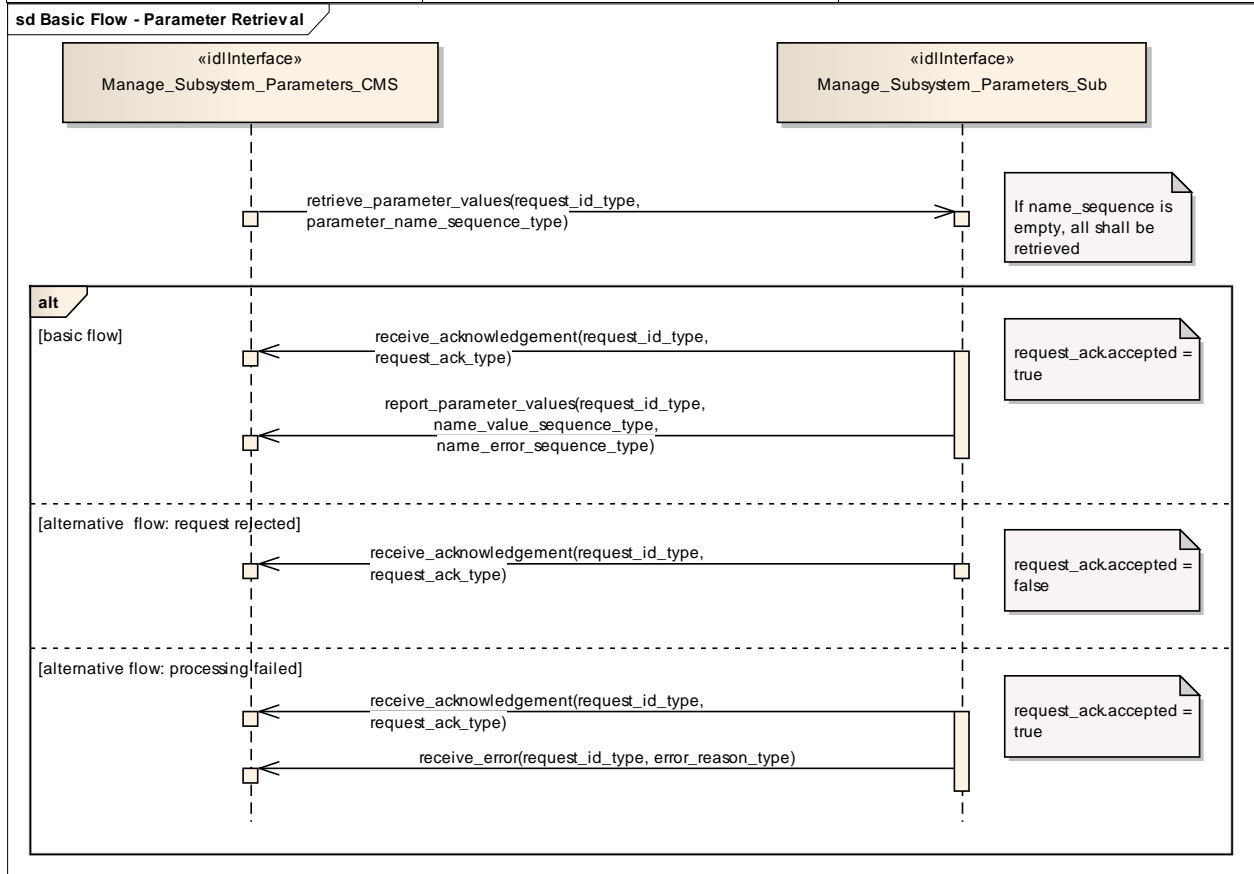 sd Basic Flow - Parameter Retrieval
«idlInterface»
Manage_Subsystem_Parameters_CMS
«idlInterface»
Manage_Subsystem_Parameters_Sub
retrieve_parameter_values(request_id_type,
parameter_name_sequence_type)
If name_sequence is
empty, all shall be
retrieved
alt
[basic flow]
receive_acknowledgement(request_id_type,
request_ack_type)
request_ack.accepted =
true
report_parameter_values(request_id_type,
name_value_sequence_type,
name_error_sequence_type)
[alternative  flow: request rejected]
receive_acknowledgement(request_id_type,
request_ack_type)
request_ack.accepted =
false
[alternative flow: processing failed]
receive_acknowledgement(request_id_type,
request_ack_type)
request_ack.accepted =
true
receive_error(request_id_type, error_reason_type)